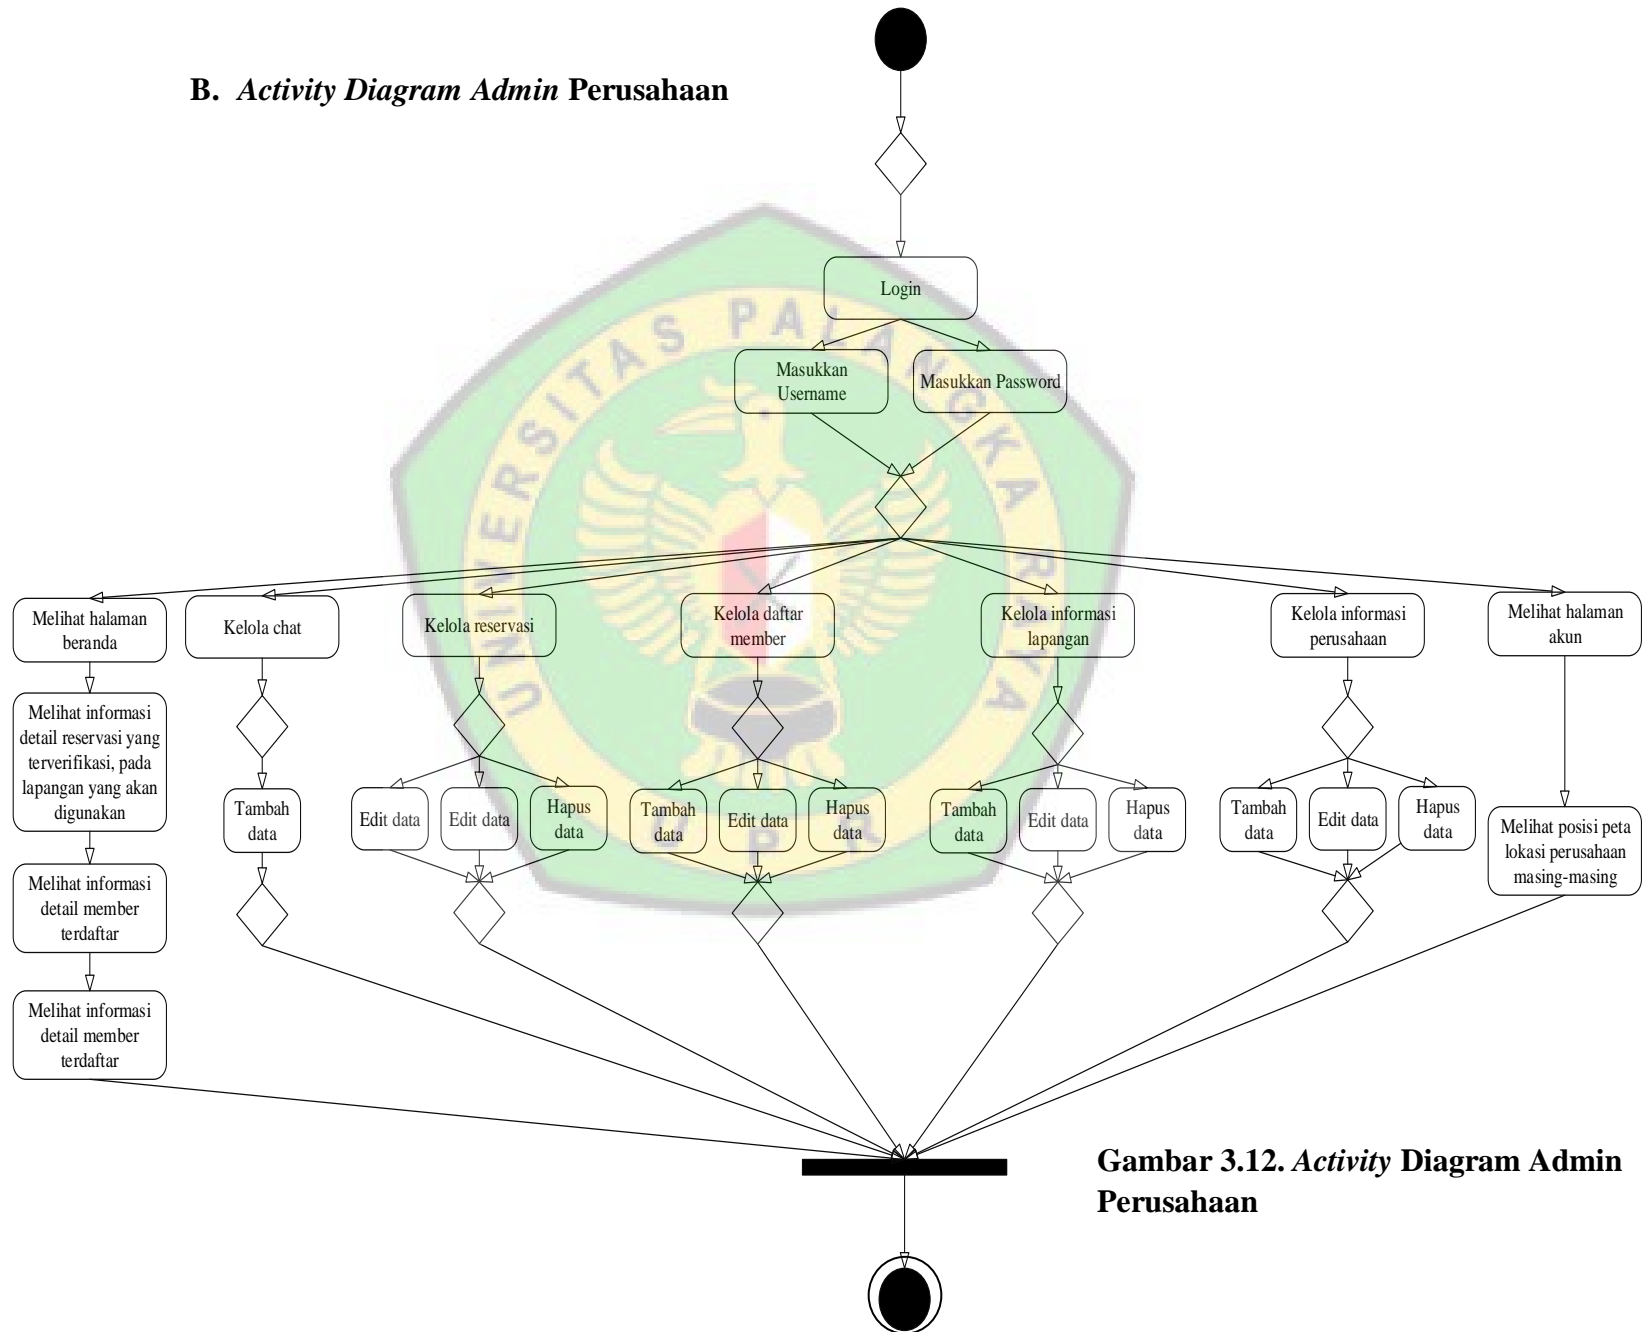 B. Activity Diagram Admin Perusahaan
UNIVERSITAS PALANGKA RAYA
U P R
Login
Masukkan
Username
Masukkan Password
Melihat halaman
beranda
Kelola chat
Kelola reservasi
Kelola daftar
member
Kelola informasi
lapangan
Kelola informasi
perusahaan
Melihat halaman
akun
Melihat informasi
detail reservasi yang
terverifikasi, pada
lapangan yang akan
digunakan
Tambah
data
Edit data
Edit data
Hapus
data
Tambah
data
Edit data
Hapus
data
Tambah
data
Edit data
Hapus
data
Tambah
data
Edit data
Hapus
data
Melihat posisi peta
lokasi perusahaan
masing-masing
Melihat informasi
detail member
terdaftar
Melihat informasi
detail member
terdaftar
Gambar 3.12. Activity Diagram Admin
Perusahaan